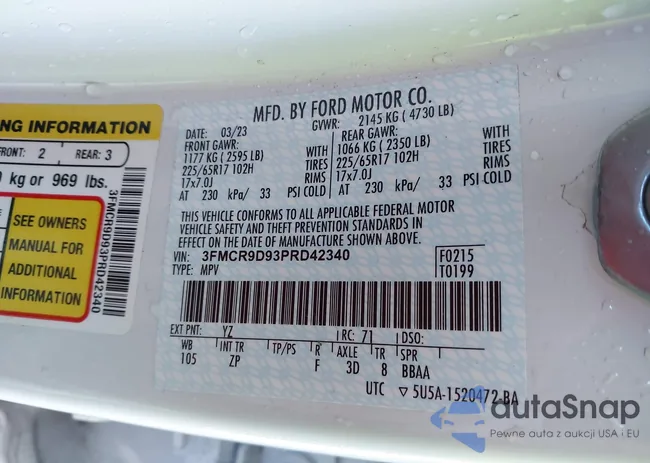 NG INFORMATION
FRONT: 2 REAR: 3
kg or 969 lbs.
SEE OWNERS
MANUAL FOR
ADDITIONAL
INFORMATION
3FMCR9D93PRD42340
MFD. BY FORD MOTOR CO.
03/23 GVWR: 2145 KG ( 4730 LB)
FRONT GAWR: REAR GAWR: WITH
1177 KG ( 2595 LB) 1066 KG ( 2350 LB) TIRES
225/65R17 102H TIRES 225/65R17 102H RIMS
17x7.0J RIMS 17x7.0J
AT 230 kPa/ 33 PSI COLD AT 230 kPa/ 33 PSI COLD
THIS VEHICLE CONFORMS TO ALL APPLICABLE FEDERAL MOTOR
VEHICLE SAFETY AND THEFT PREVENTION STANDARDS IN
EFFECT ON THE DATE OF MANUFACTURE SHOWN ABOVE.
VIN: 3FMCR9D93PRD42340 F0215
TYPE: MPV T0199
EXT PNT: YZ RC: 71 DSO:
WB INT TR TP/PS R AXLE TR SPR
105 ZP F 3D 8 BBAA
UTC ▽ 5U5A-1520472-BA
autaSnap
Pewne auta z aukcji USA i EU